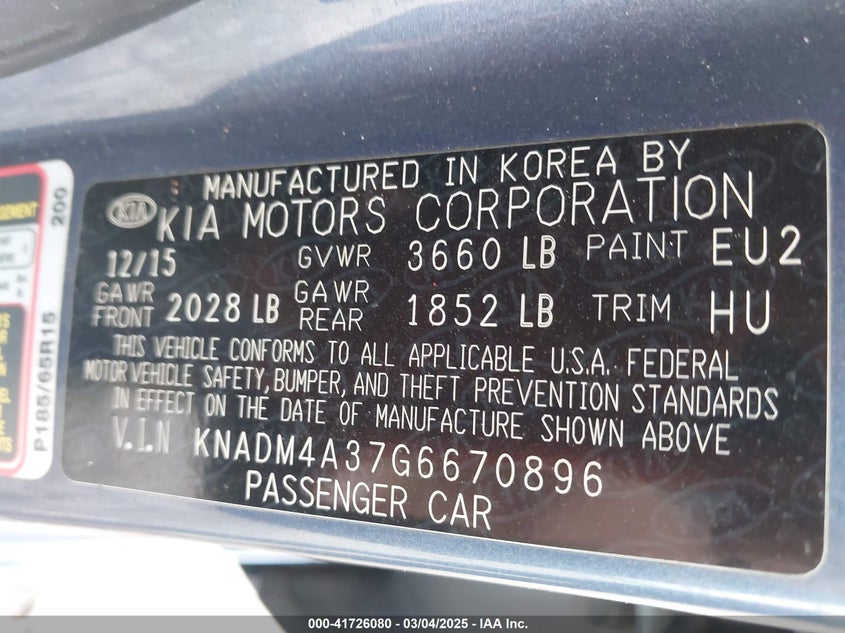 MANUFACTURED IN KOREA BY
KIA KIA MOTORS CORPORATION
12/15 GVWR 3660 LB PAINT EU2
GAWR FRONT 2028 LB GAWR REAR 1852 LB TRIM HU
THIS VEHICLE CONFORMS TO ALL APPLICABLE U.S.A. FEDERAL
MOTOR VEHICLE SAFETY, BUMPER, AND THEFT PREVENTION STANDARDS
IN EFFECT ON THE DATE OF MANUFACTURE SHOWN ABOVE
V.I.N KNADM4A37G6670896
PASSENGER CAR
P185/65R15
200
000-41726080 - 03/04/2025 - IAA Inc.